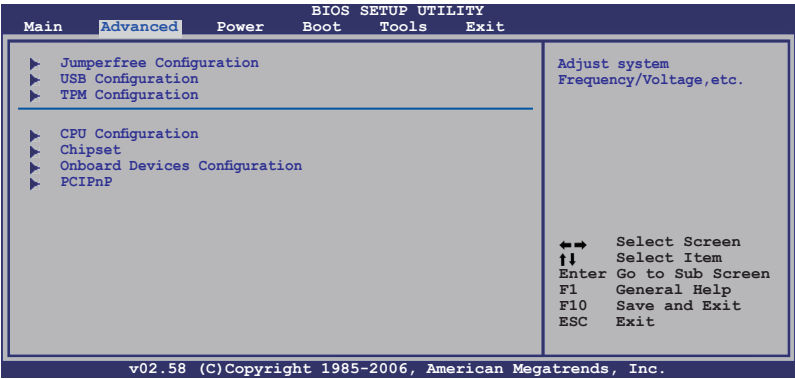 BIOS SETUP UTILITY
Main Advanced Power Boot Tools Exit
Jumperfree Configuration
USB Configuration
TPM Configuration
CPU Configuration
Chipset
Onboard Devices Configuration
PCIPnP
Adjust system
Frequency/Voltage,etc.
←→ Select Screen
↑↓ Select Item
Enter Go to Sub Screen
F1 General Help
F10 Save and Exit
ESC Exit
v02.58 (C)Copyright 1985-2006, American Megatrends, Inc.